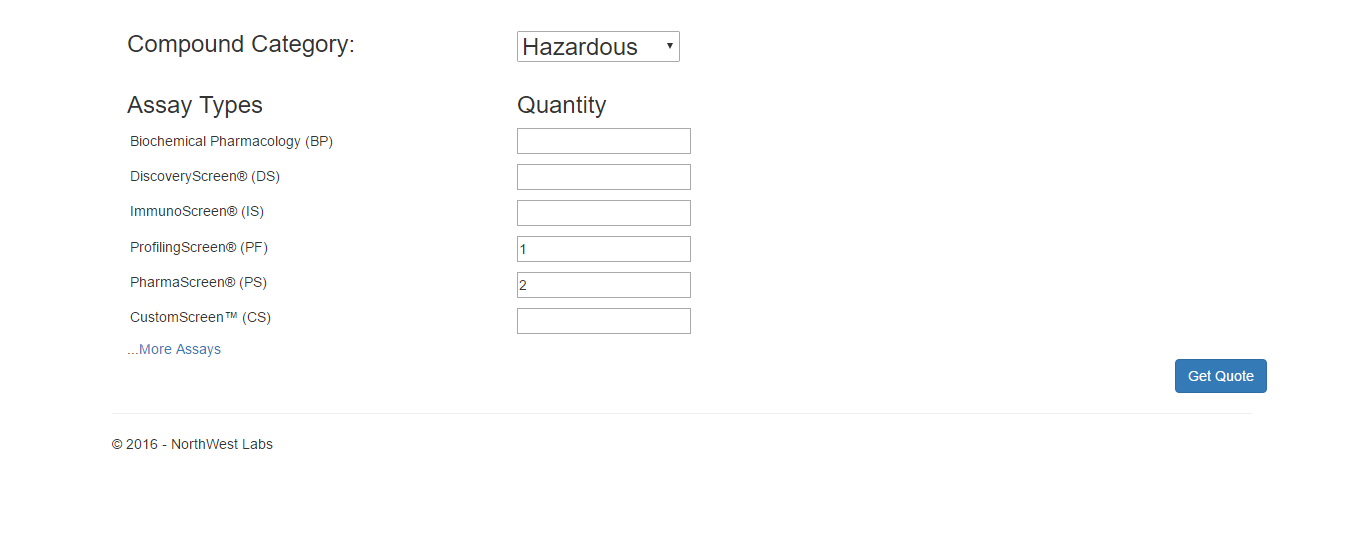 Compound Category: Hazardous
Assay Types Quantity
Biochemical Pharmacology (BP)
DiscoveryScreen® (DS)
ImmunoScreen® (IS)
ProfilingScreen® (PF) 1
PharmaScreen® (PS) 2
CustomScreen™ (CS)
...More Assays
Get Quote
© 2016 - NorthWest Labs